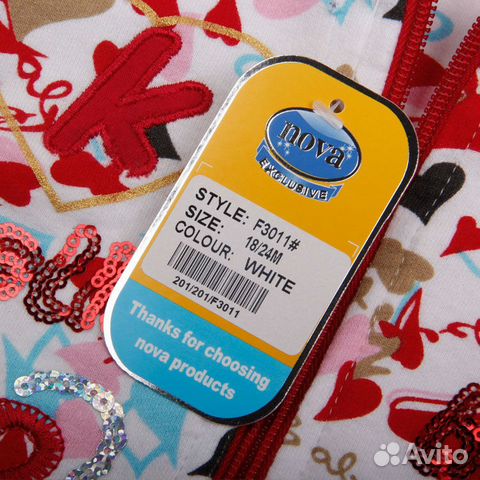 K
nova
EXCLUSIVE
STYLE: F3011#
SIZE: 18/24M
COLOUR: WHITE
201/201/F3011
Thanks for choosing
nova products
Avito